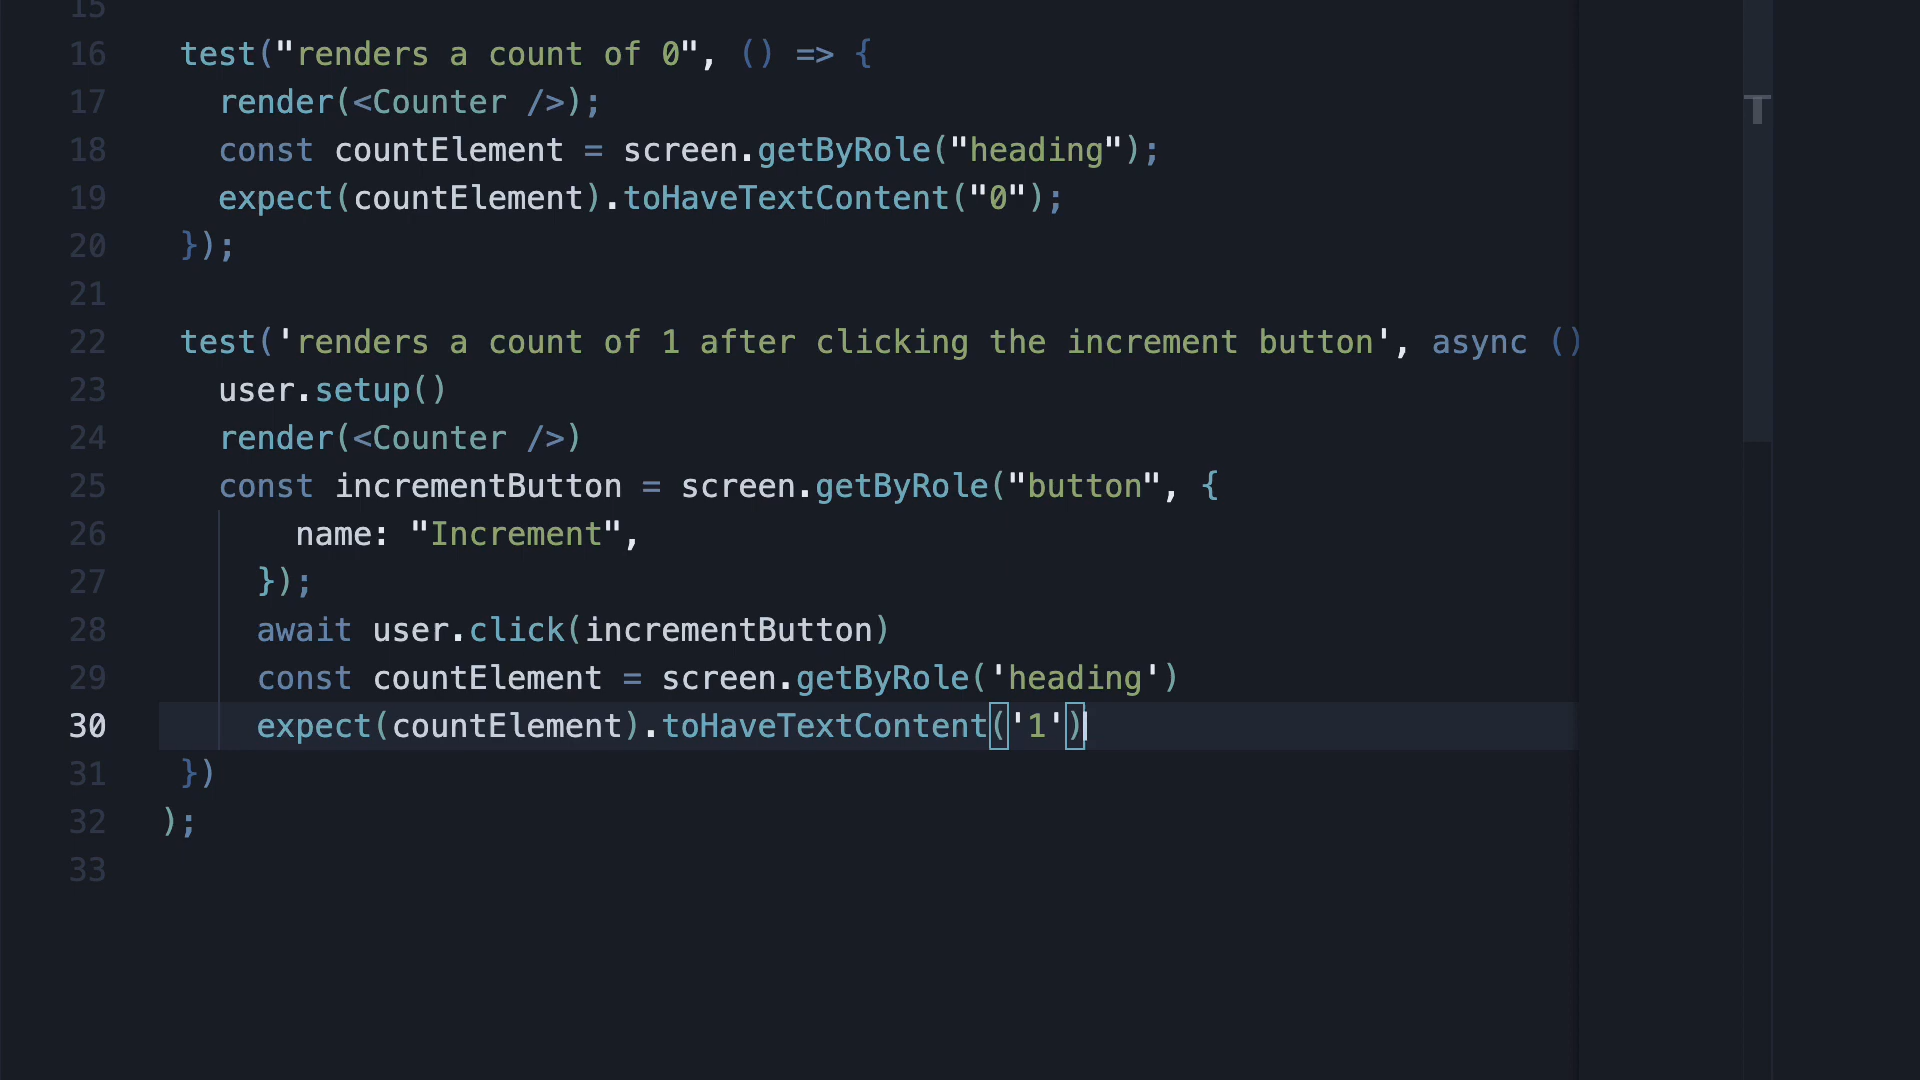 15
16 test("renders a count of 0", () => {
17 render(<Counter />);
18 const countElement = screen.getByRole("heading");
19 expect(countElement).toHaveTextContent("0");
20 });
21
22 test('renders a count of 1 after clicking the increment button', async ()
23 user.setup()
24 render(<Counter />)
25 const incrementButton = screen.getByRole("button", {
26 name: "Increment",
27 });
28 await user.click(incrementButton)
29 const countElement = screen.getByRole('heading')
30 expect(countElement).toHaveTextContent('1')
31 })
32 );
33